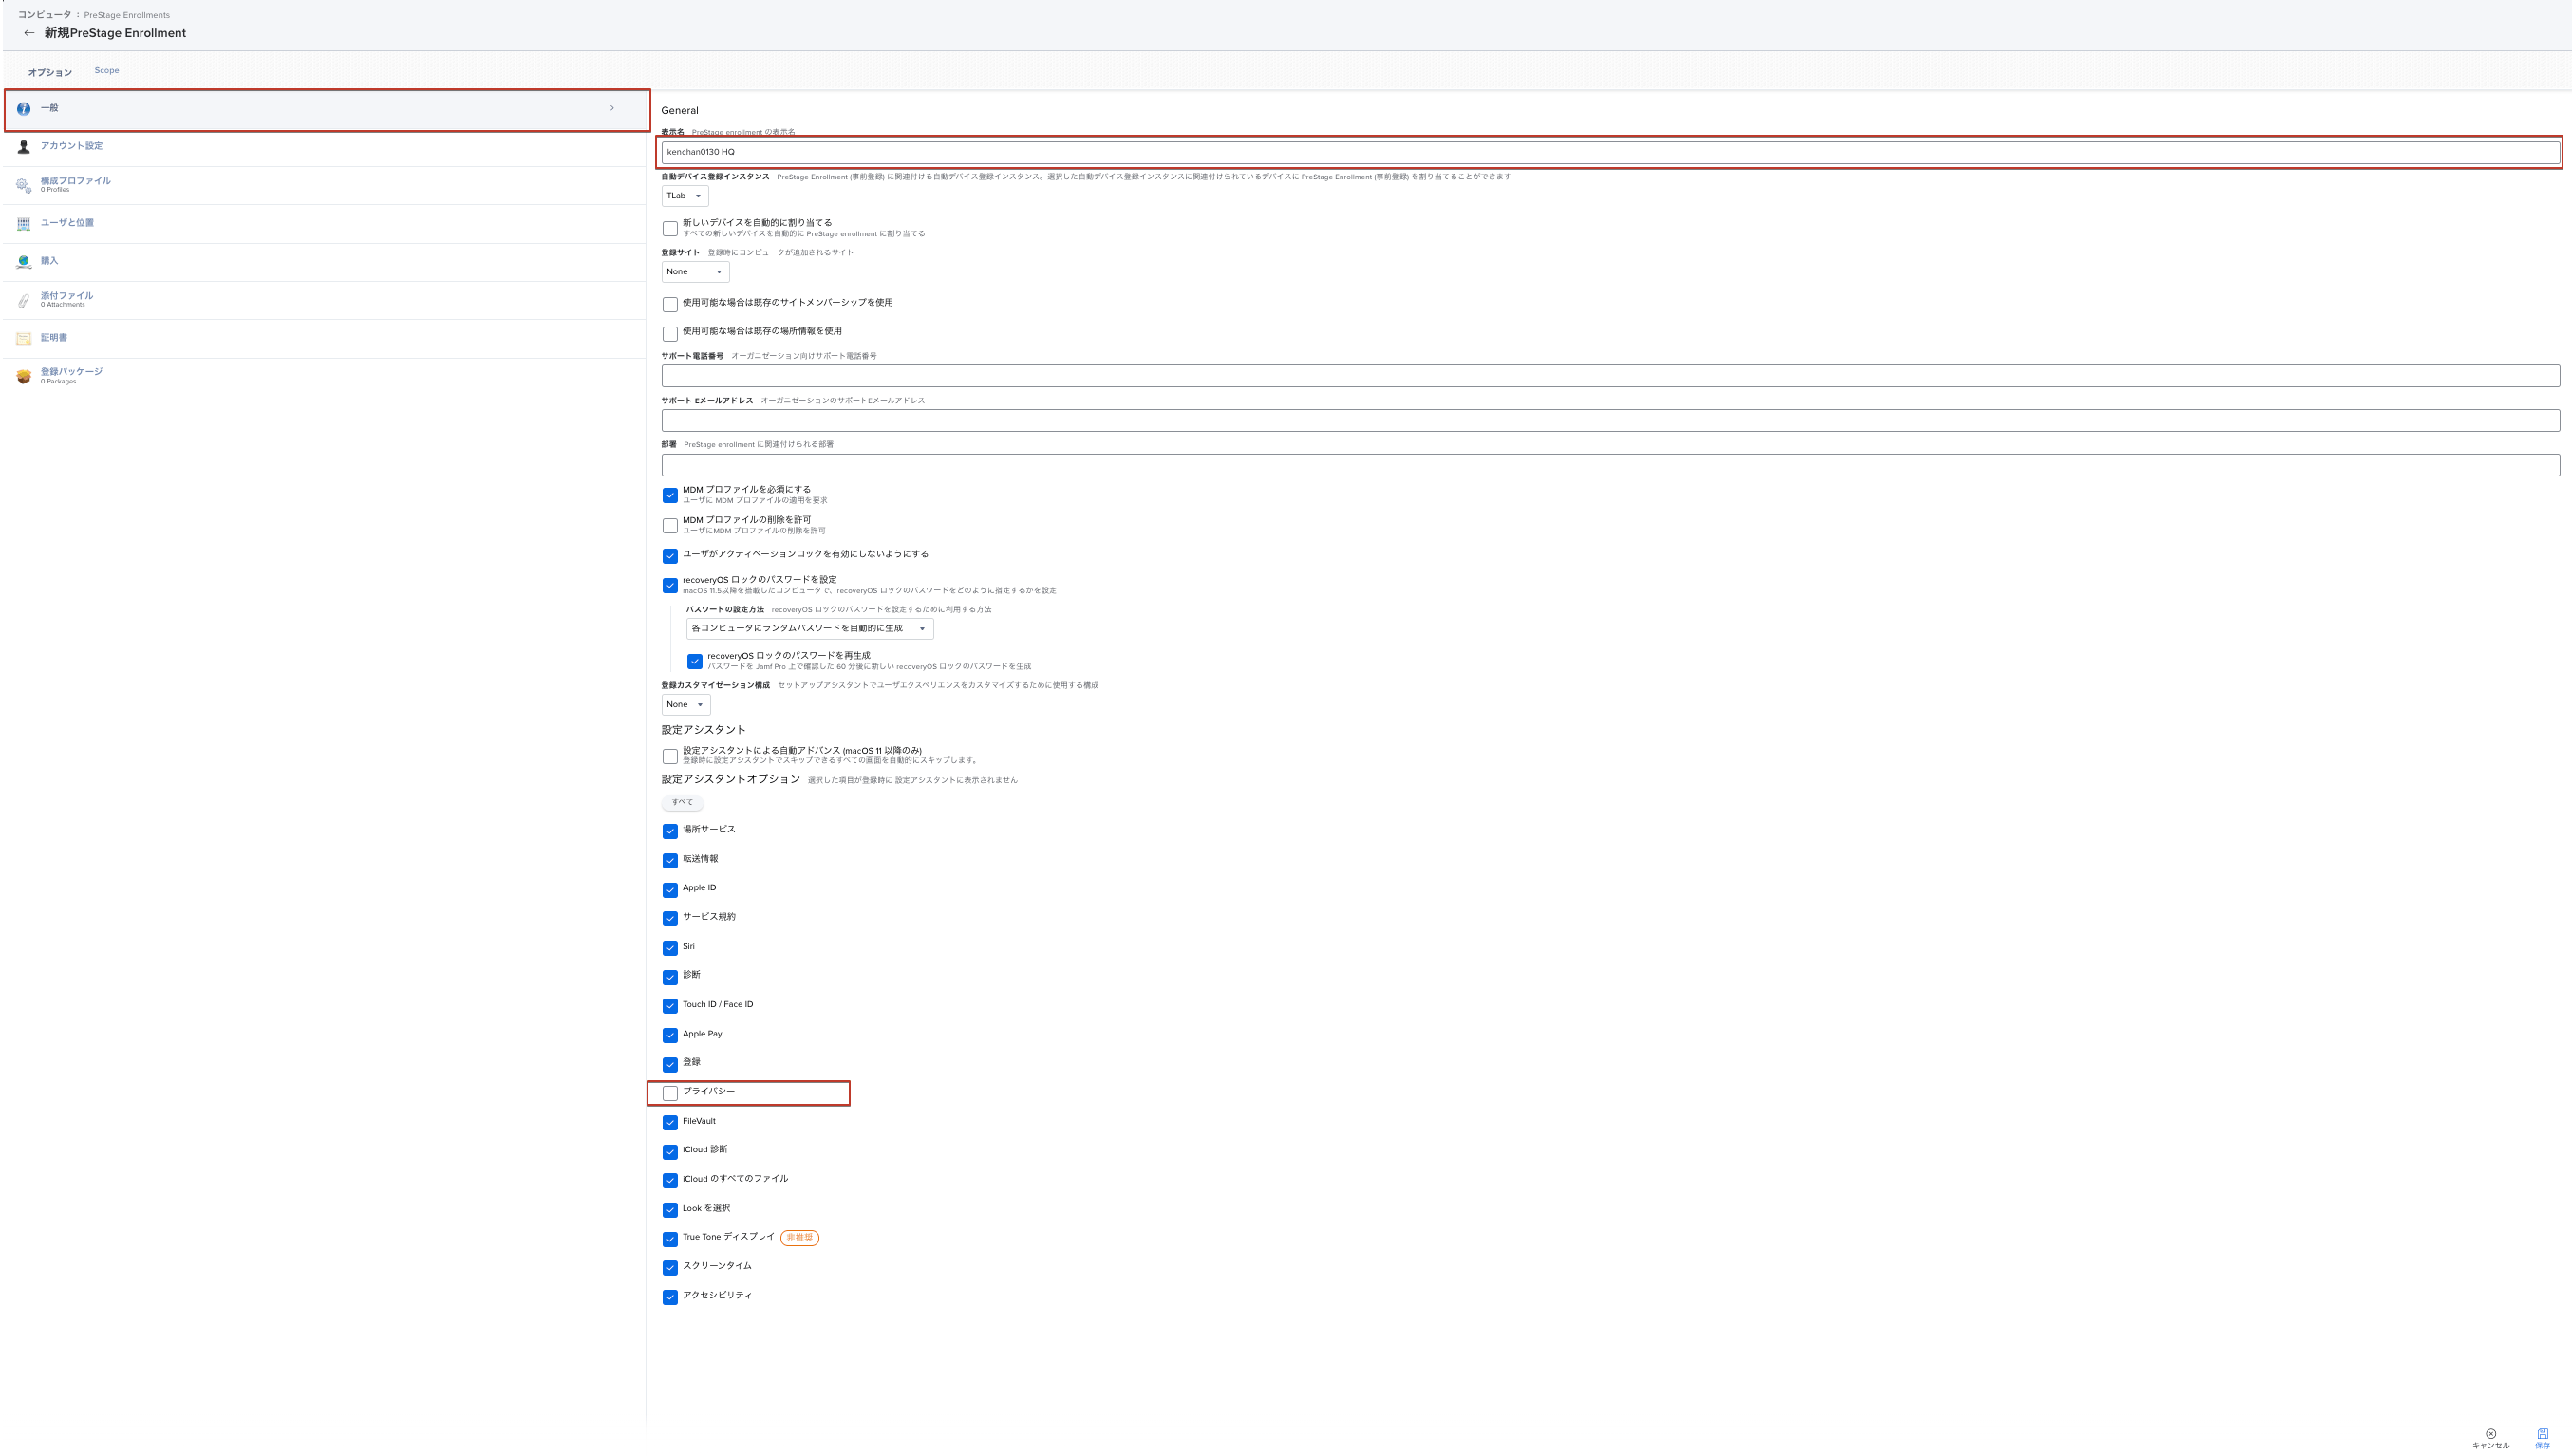 コンピュータ : PreStage Enrollments
← 新規PreStage Enrollment
オプション Scope
一般
アカウント設定
構成プロファイル
0 Profiles
ユーザと位置
購入
添付ファイル
0 Attachments
証明書
登録パッケージ
0 Packages
General
表示名 PreStage enrollment の表示名
kenchan0130 HQ
自動デバイス登録インスタンス PreStage Enrollment (事前登録) に関連付ける自動デバイス登録インスタンス。選択した自動デバイス登録インスタンスに関連付けられているデバイスに PreStage Enrollment (事前登録) を割り当てることができます
TLab
新しいデバイスを自動的に割り当てる
すべての新しいデバイスを自動的に PreStage enrollment に割り当てる
登録サイト 登録時にコンピュータが追加されるサイト
None
使用可能な場合は既存のサイトメンバーシップを使用
使用可能な場合は既存の場所情報を使用
サポート電話番号 オーガニゼーション向けサポート電話番号
サポート Eメールアドレス オーガニゼーションのサポートEメールアドレス
部署 PreStage enrollment に関連付けられる部署
MDM プロファイルを必須にする
ユーザに MDM プロファイルの適用を要求
MDM プロファイルの削除を許可
ユーザにMDM プロファイルの削除を許可
ユーザがアクティベーションロックを有効にしないようにする
recoveryOS ロックのパスワードを設定
macOS 11.5以降を搭載したコンピュータで、recoveryOS ロックのパスワードをどのように指定するかを設定
パスワードの設定方法 recoveryOS ロックのパスワードを設定するために利用する方法
各コンピュータにランダムパスワードを自動的に生成
recoveryOS ロックのパスワードを再生成
パスワードを Jamf Pro 上で確認した 60 分後に新しい recoveryOS ロックのパスワードを生成
登録カスタマイゼーション構成 セットアップアシスタントでユーザエクスペリエンスをカスタマイズするために使用する構成
None
設定アシスタント
設定アシスタントによる自動アドバンス (macOS 11 以降のみ)
登録時に設定アシスタントでスキップできるすべての画面を自動的にスキップします。
設定アシスタントオプション 選択した項目が登録時に 設定アシスタントに表示されません
すべて
場所サービス
転送情報
Apple ID
サービス規約
Siri
診断
Touch ID / Face ID
Apple Pay
登録
プライバシー
FileVault
iCloud 診断
iCloud のすべてのファイル
Look を選択
True Tone ディスプレイ 非推奨
スクリーンタイム
アクセシビリティ
キャンセル 保存